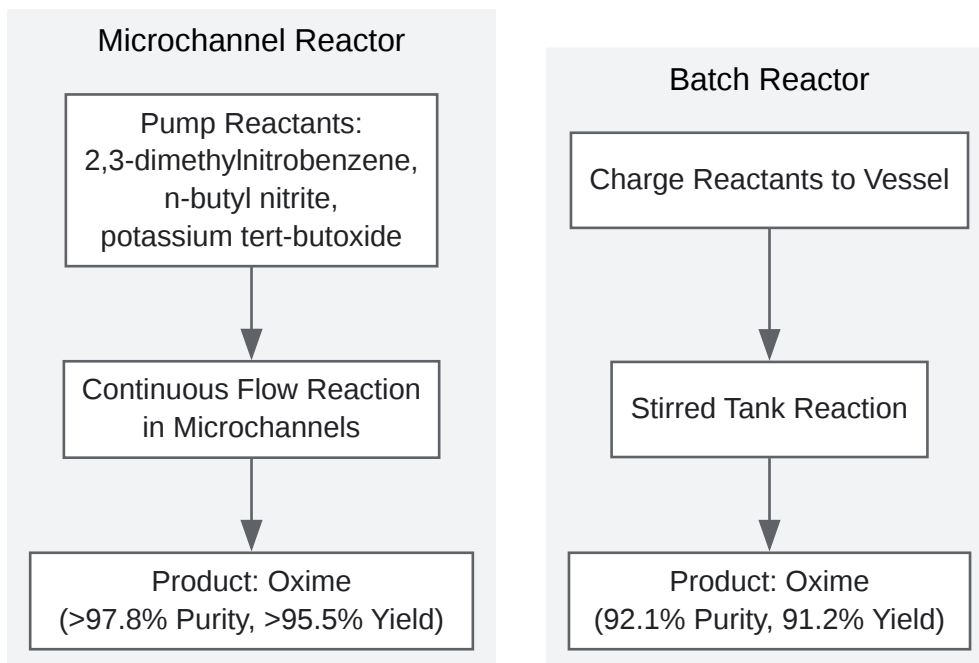 Microchannel Reactor
Pump Reactants:
2,3-dimethylnitrobenzene,
n-butyl nitrite,
potassium tert-butoxide
Continuous Flow Reaction
in Microchannels
Product: Oxime
(>97.8% Purity, >95.5% Yield)
Batch Reactor
Charge Reactants to Vessel
Stirred Tank Reaction
Product: Oxime
(92.1% Purity, 91.2% Yield)